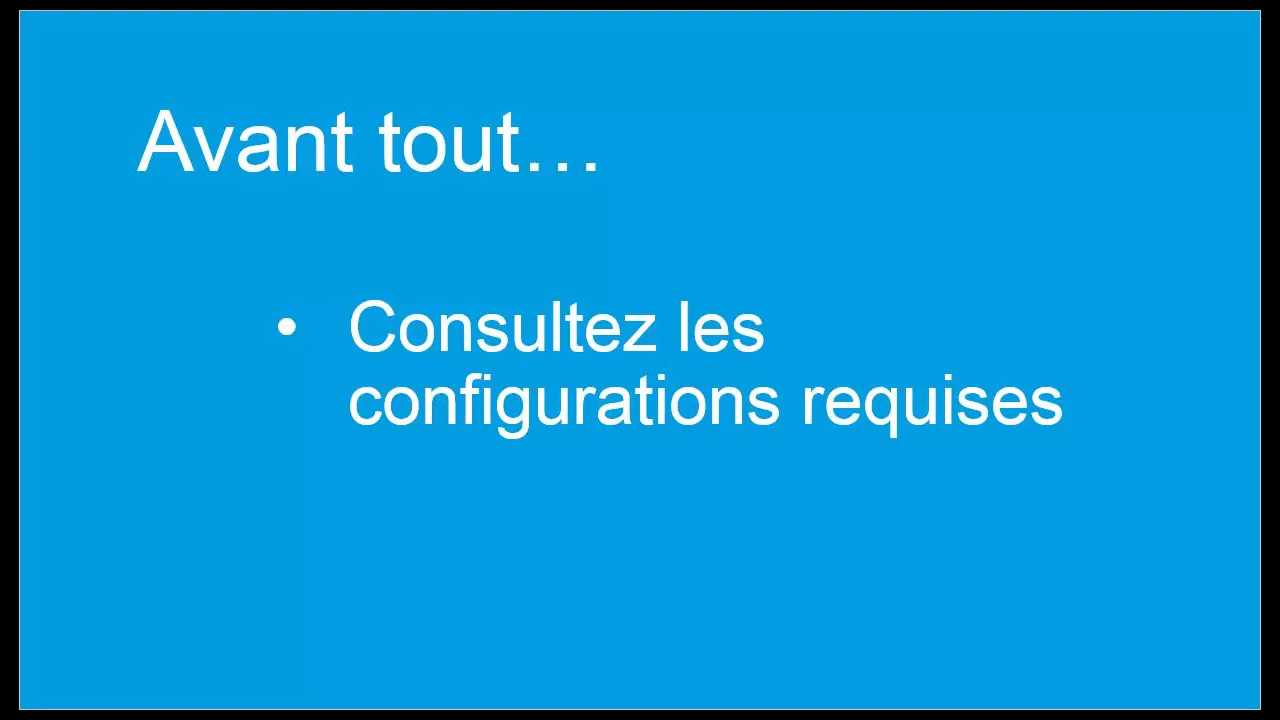 Avant tout…
• Consultez les
configurations requises